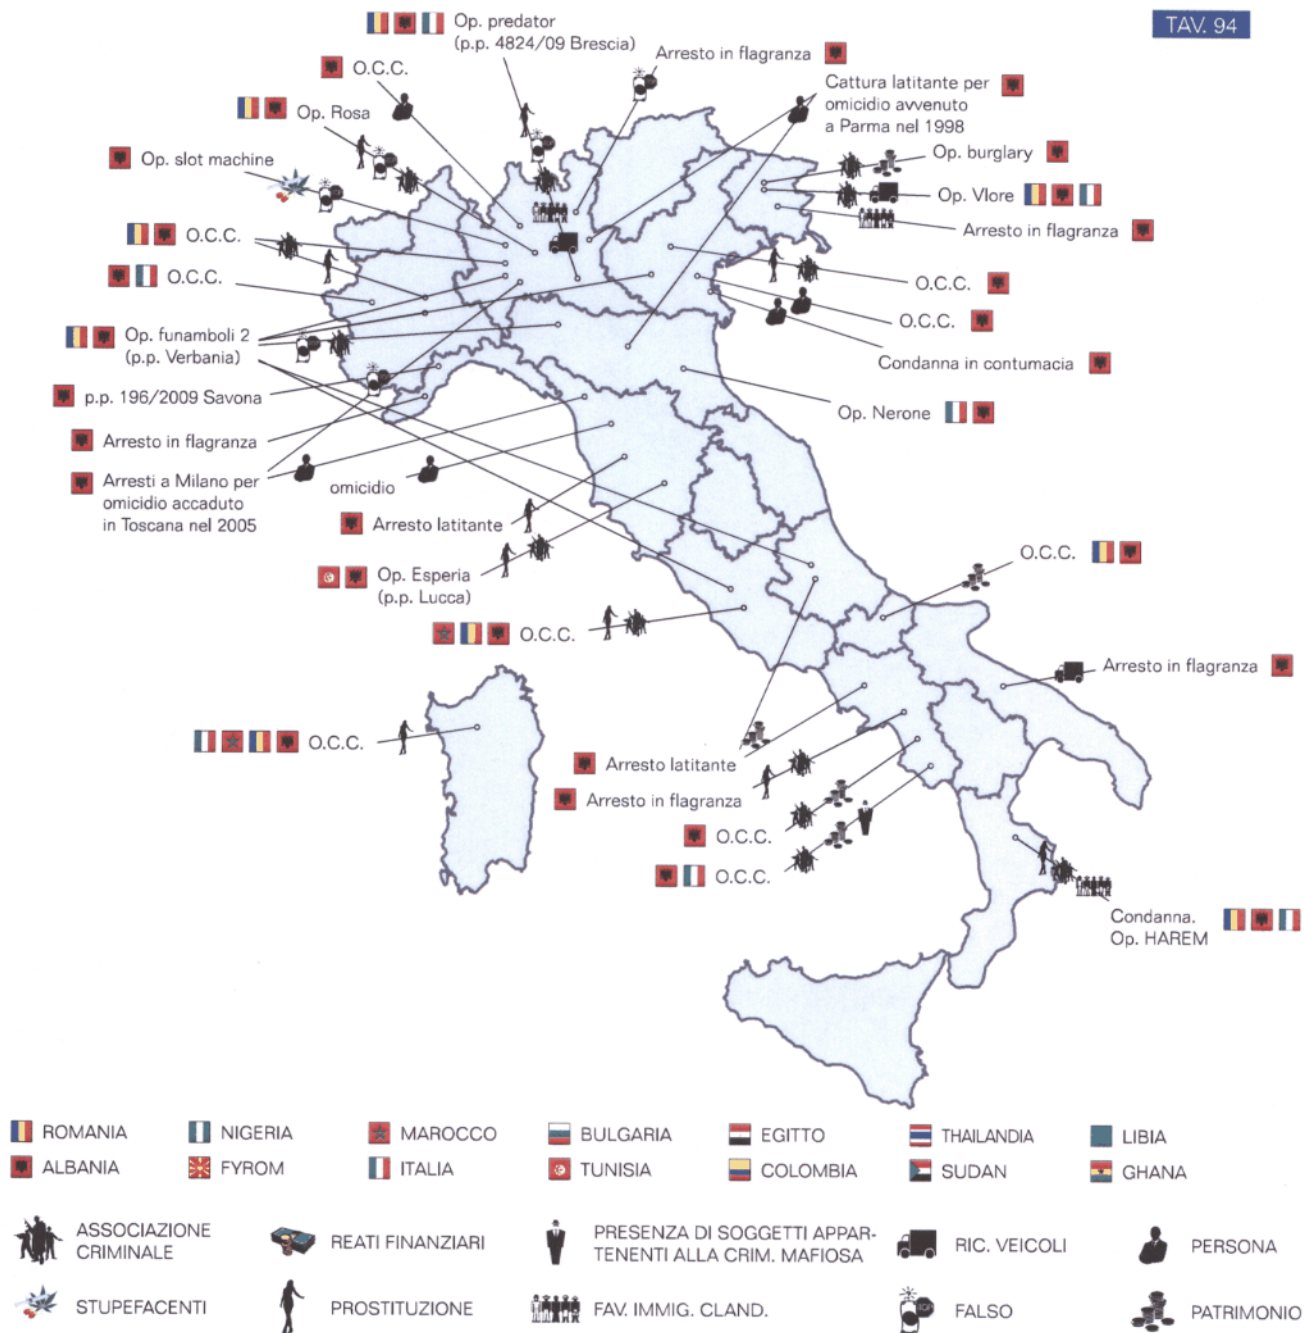 TAV. 94
Op. predator
(p.p. 4824/09 Brescia)
Arresto in flagranza
O.C.C.
Cattura latitante per
omicidio avvenuto
a Parma nel 1998
Op. Rosa
Op. burglary
Op. slot machine
Op. Vlore
Arresto in flagranza
O.C.C.
O.C.C.
O.C.C.
O.C.C.
Op. funamboli 2
(p.p. Verbania)
Condanna in contumacia
p.p. 196/2009 Savona
Op. Nerone
Arresto in flagranza
Arresti a Milano per
omicidio accaduto
in Toscana nel 2005
omicidio
Arresto latitante
O.C.C.
Op. Esperia
(p.p. Lucca)
O.C.C.
Arresto in flagranza
O.C.C.
Arresto latitante
Arresto in flagranza
O.C.C.
O.C.C.
Condanna.
Op. HAREM
ROMANIA
NIGERIA
MAROCCO
BULGARIA
EGITTO
THAILANDIA
LIBIA
ALBANIA
FYROM
ITALIA
TUNISIA
COLOMBIA
SUDAN
GHANA
ASSOCIAZIONE
CRIMINALE
REATI FINANZIARI
PRESENZA DI SOGGETTI APPAR-
TENENTI ALLA CRIM. MAFIOSA
RIC. VEICOLI
PERSONA
STUPEFACENTI
PROSTITUZIONE
FAV. IMMIG. CLAND.
FALSO
PATRIMONIO